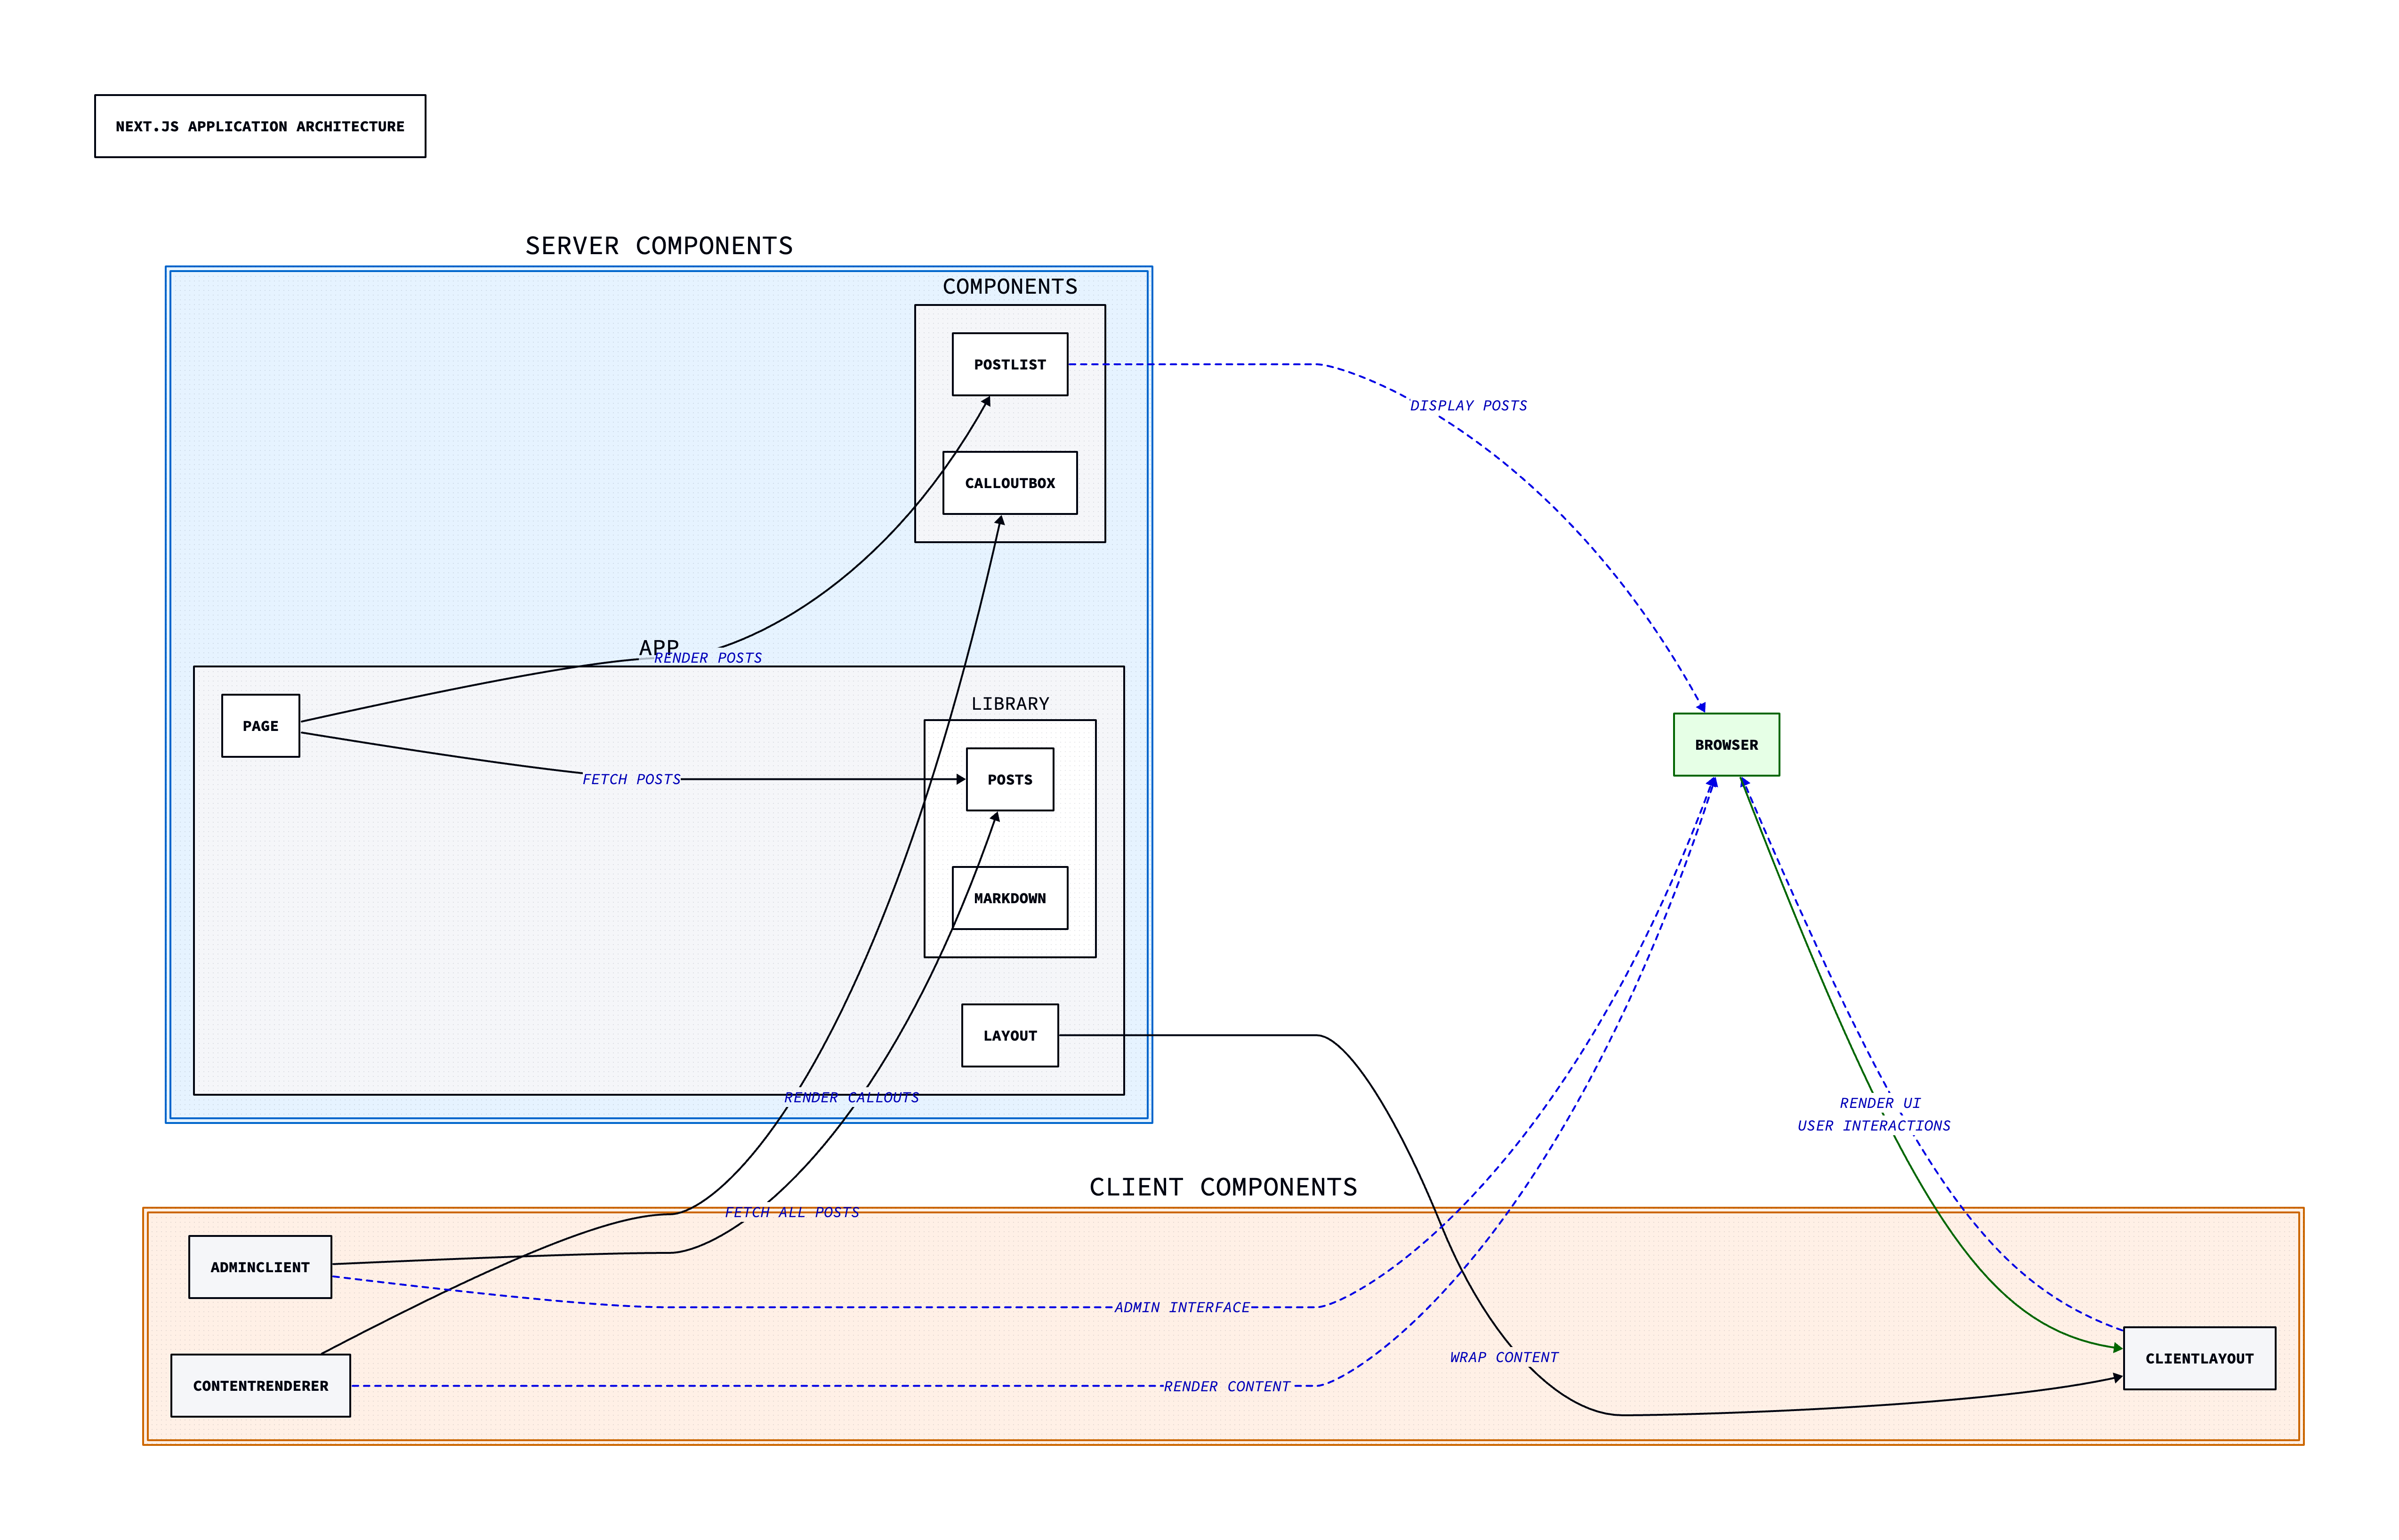 NEXT.JS APPLICATION ARCHITECTURE
SERVER COMPONENTS
COMPONENTS
POSTLIST
DISPLAY POSTS
CALLOUTBOX
APP
RENDER POSTS
PAGE
LIBRARY
BROWSER
FETCH POSTS
POSTS
MARKDOWN
LAYOUT
RENDER CALLOUTS
RENDER UI
USER INTERACTIONS
CLIENT COMPONENTS
FETCH ALL POSTS
ADMINCLIENT
ADMIN INTERFACE
WRAP CONTENT
CLIENTLAYOUT
CONTENTRENDERER
RENDER CONTENT